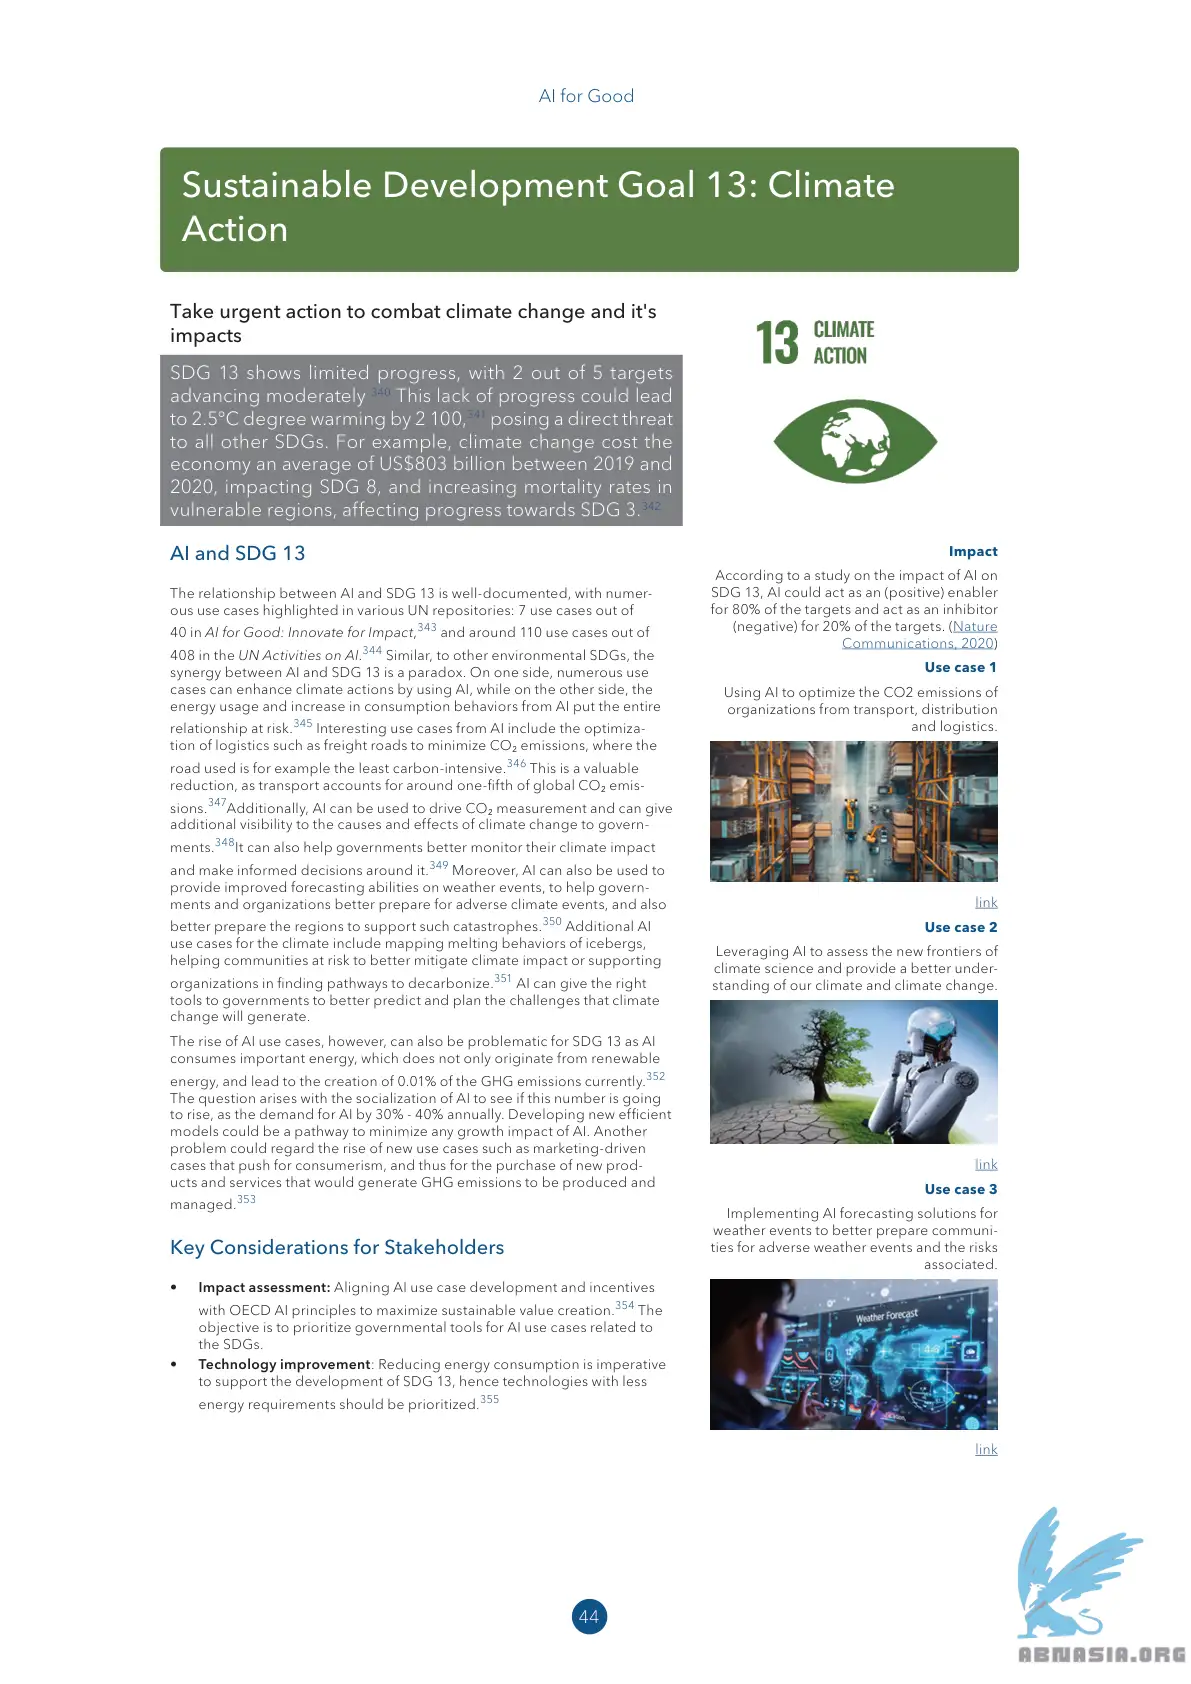 AI for Good
Sustainable Development Goal 13: Climate
Action
Take urgent action to combat climate change and it's
impacts
SDG 13 shows limited progress, with 2 out of 5 targets
advancing moderately 340 This lack of progress could lead
to 2.5°C degree warming by 2 100,341 posing a direct threat
to all other SDGs. For example, climate change cost the
economy an average of US$803 billion between 2019 and
2020, impacting SDG 8, and increasing mortality rates in
vulnerable regions, affecting progress towards SDG 3.342
13 CLIMATE
ACTION
AI and SDG 13
The relationship between AI and SDG 13 is well-documented, with numer-
ous use cases highlighted in various UN repositories: 7 use cases out of
40 in AI for Good: Innovate for Impact,343 and around 110 use cases out of
408 in the UN Activities on AI.344 Similar, to other environmental SDGs, the
synergy between AI and SDG 13 is a paradox. On one side, numerous use
cases can enhance climate actions by using AI, while on the other side, the
energy usage and increase in consumption behaviors from AI put the entire
relationship at risk.345 Interesting use cases from AI include the optimiza-
tion of logistics such as freight roads to minimize CO₂ emissions, where the
road used is for example the least carbon-intensive.346 This is a valuable
reduction, as transport accounts for around one-fifth of global CO₂ emis-
sions.347Additionally, AI can be used to drive CO₂ measurement and can give
additional visibility to the causes and effects of climate change to govern-
ments.348It can also help governments better monitor their climate impact
and make informed decisions around it.349 Moreover, AI can also be used to
provide improved forecasting abilities on weather events, to help govern-
ments and organizations better prepare for adverse climate events, and also
better prepare the regions to support such catastrophes.350 Additional AI
use cases for the climate include mapping melting behaviors of icebergs,
helping communities at risk to better mitigate climate impact or supporting
organizations in finding pathways to decarbonize.351 AI can give the right
tools to governments to better predict and plan the challenges that climate
change will generate.
The rise of AI use cases, however, can also be problematic for SDG 13 as AI
consumes important energy, which does not only originate from renewable
energy, and lead to the creation of 0.01% of the GHG emissions currently.352
The question arises with the socialization of AI to see if this number is going
to rise, as the demand for AI by 30% - 40% annually. Developing new efficient
models could be a pathway to minimize any growth impact of AI. Another
problem could regard the rise of new use cases such as marketing-driven
cases that push for consumerism, and thus for the purchase of new prod-
ucts and services that would generate GHG emissions to be produced and
managed.353
Key Considerations for Stakeholders
• Impact assessment: Aligning AI use case development and incentives
with OECD AI principles to maximize sustainable value creation.354 The
objective is to prioritize governmental tools for AI use cases related to
the SDGs.
• Technology improvement: Reducing energy consumption is imperative
to support the development of SDG 13, hence technologies with less
energy requirements should be prioritized.355
Impact
According to a study on the impact of AI on
SDG 13, AI could act as an (positive) enabler
for 80% of the targets and act as an inhibitor
(negative) for 20% of the targets. (Nature
Communications, 2020)
Use case 1
Using AI to optimize the CO2 emissions of
organizations from transport, distribution
and logistics.
link
Use case 2
Leveraging AI to assess the new frontiers of
climate science and provide a better under-
standing of our climate and climate change.
link
Use case 3
Implementing AI forecasting solutions for
weather events to better prepare communi-
ties for adverse weather events and the risks
associated.
Weather Forecast
link
44
ABNASIA.ORG